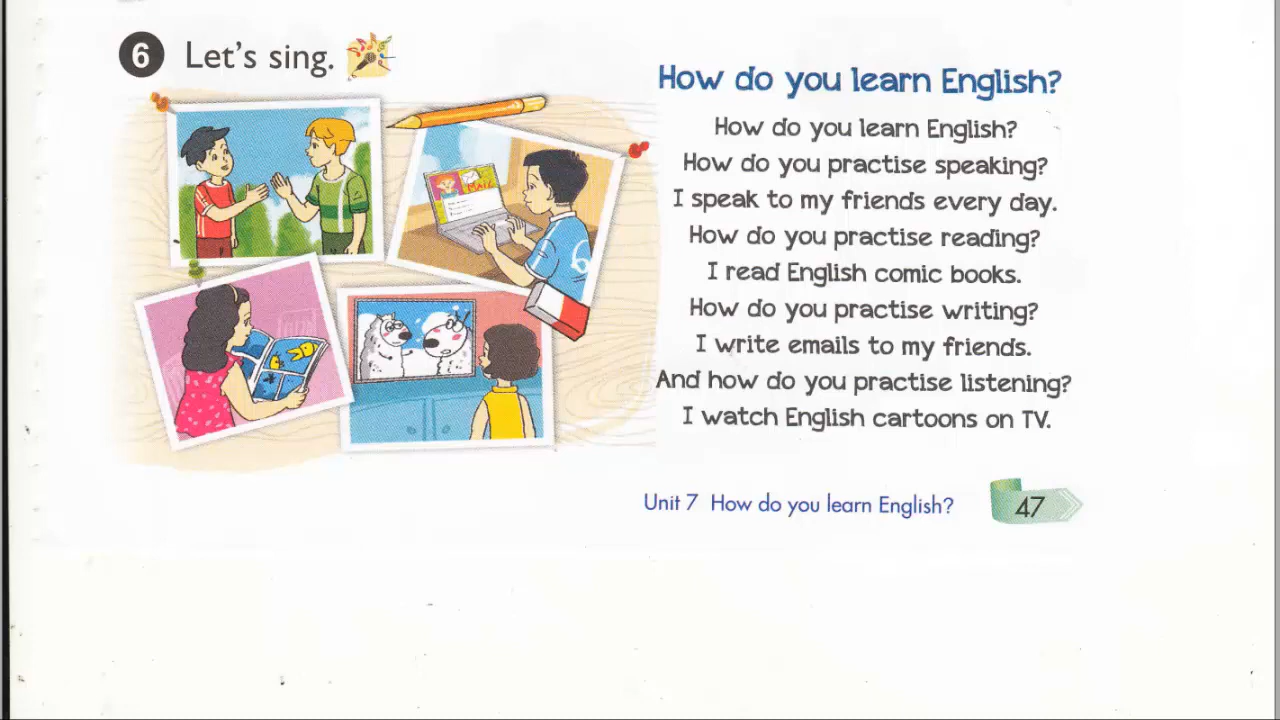 6 Let's sing.
How do you learn English?
How do you learn English?
How do you practise speaking?
I speak to my friends every day.
How do you practise reading?
I read English comic books.
How do you practise writing?
I write emails to my friends.
And how do you practise listening?
I watch English cartoons on TV.
MAIL
6
Unit 7 How do you learn English?
47